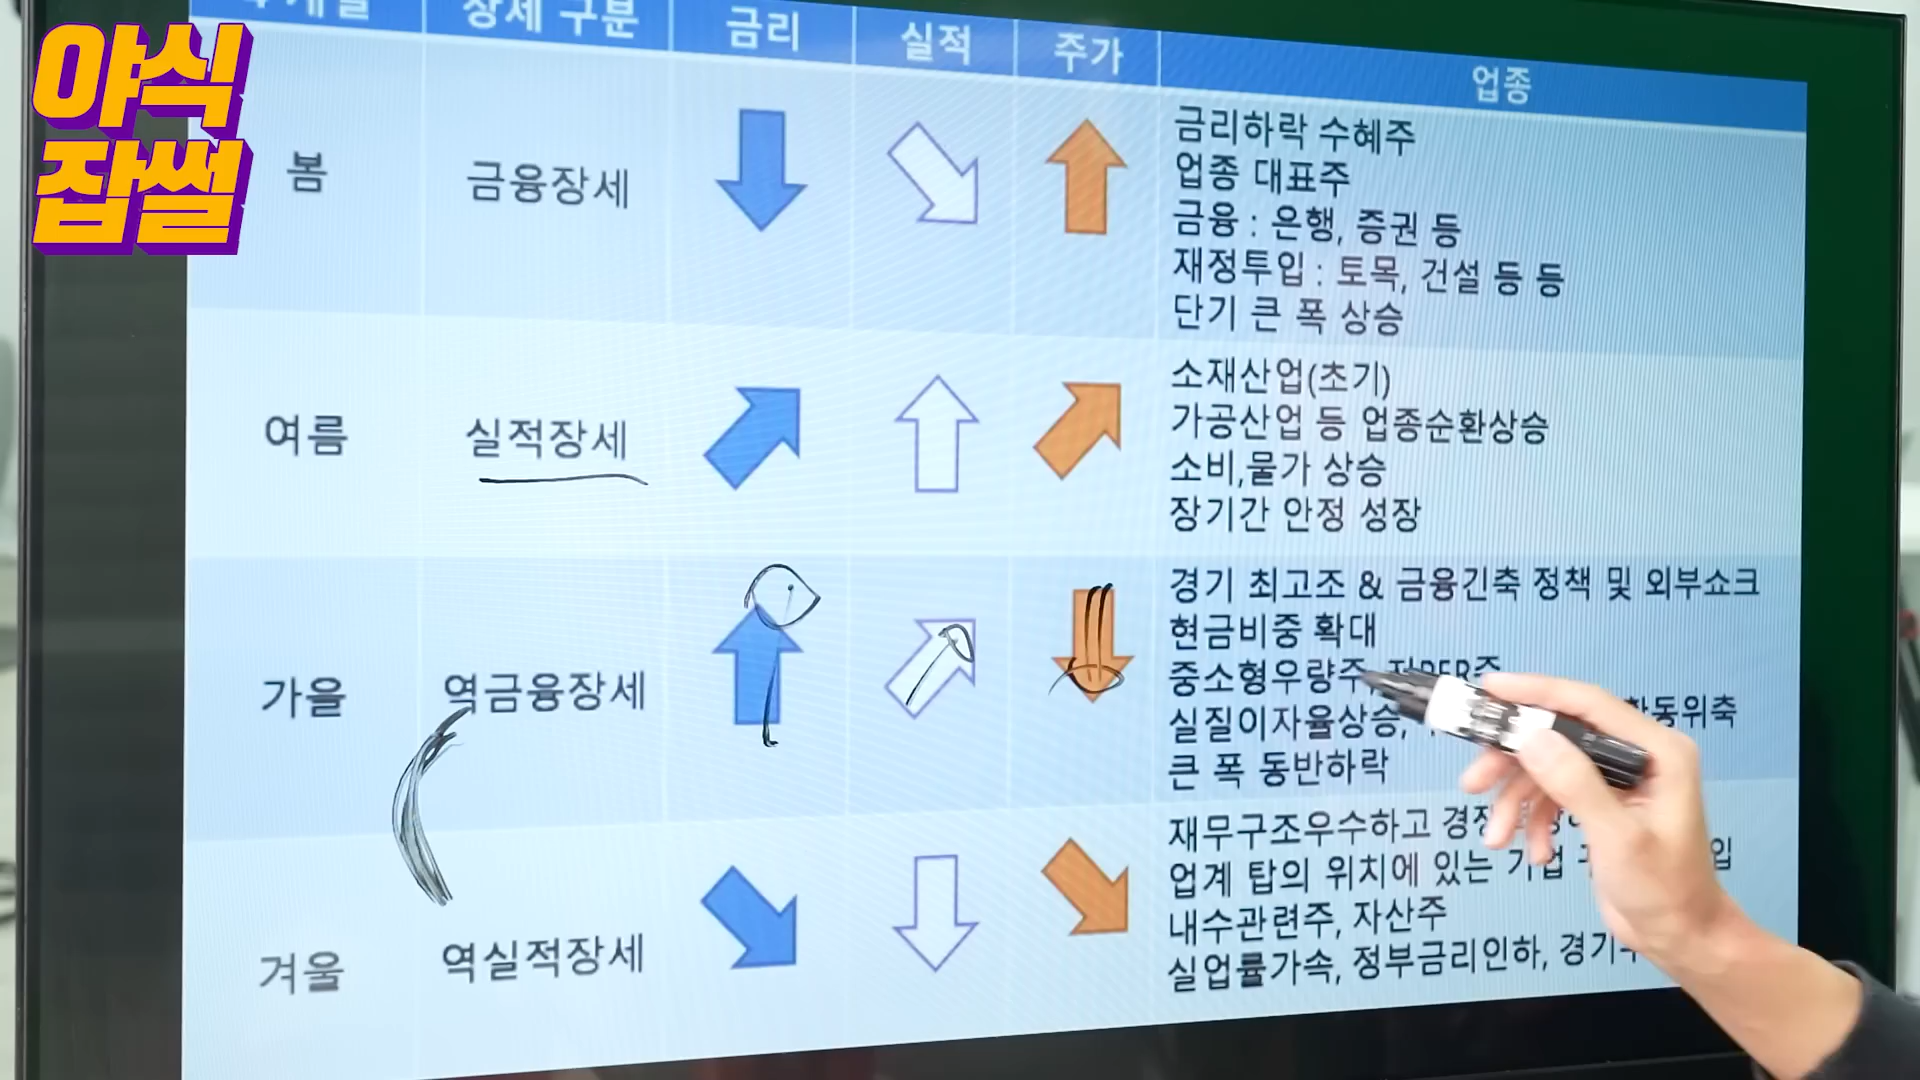 야식
잡썰
상세 구분
금리
실적
주가
업종
봄
금융장세
금리하락 수혜주
업종 대표주
금융 : 은행, 증권 등
재정투입 : 토목, 건설 등 등
단기 큰 폭 상승
여름
실적장세
소재산업(초기)
가공산업 등 업종순환상승
소비,물가 상승
장기간 안정 성장
가을
역금융장세
경기 최고조 & 금융긴축 정책 및 외부쇼크
현금비중 확대
중소형우량주,
실질이자율상승, 활동위축
큰 폭 동반하락
겨울
역실적장세
재무구조우수하고
업계 탑의 위치에 있는 기업
내수관련주, 자산주
실업률가속, 정부금리인하,